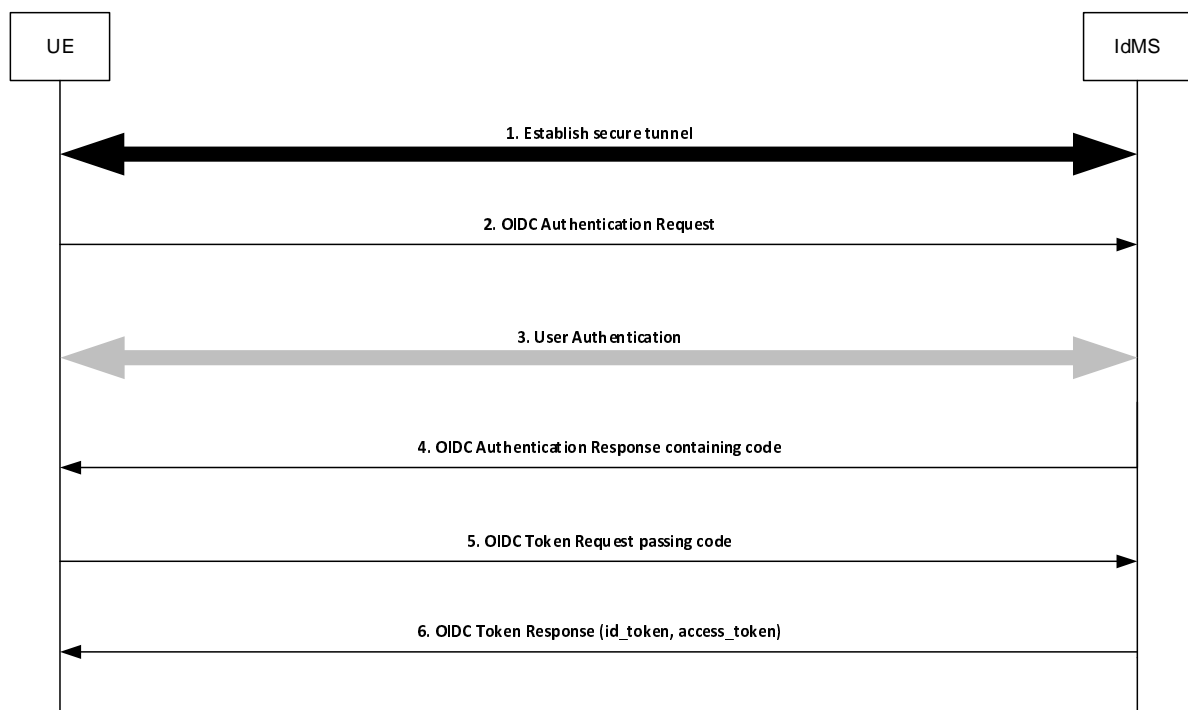 UE
IdMS
1. Establish secure tunnel
2. OIDC Authentication Request
3. User Authentication
4. OIDC Authentication Response containing code
5. OIDC Token Request passing code
6. OIDC Token Response (id_token, access_token)